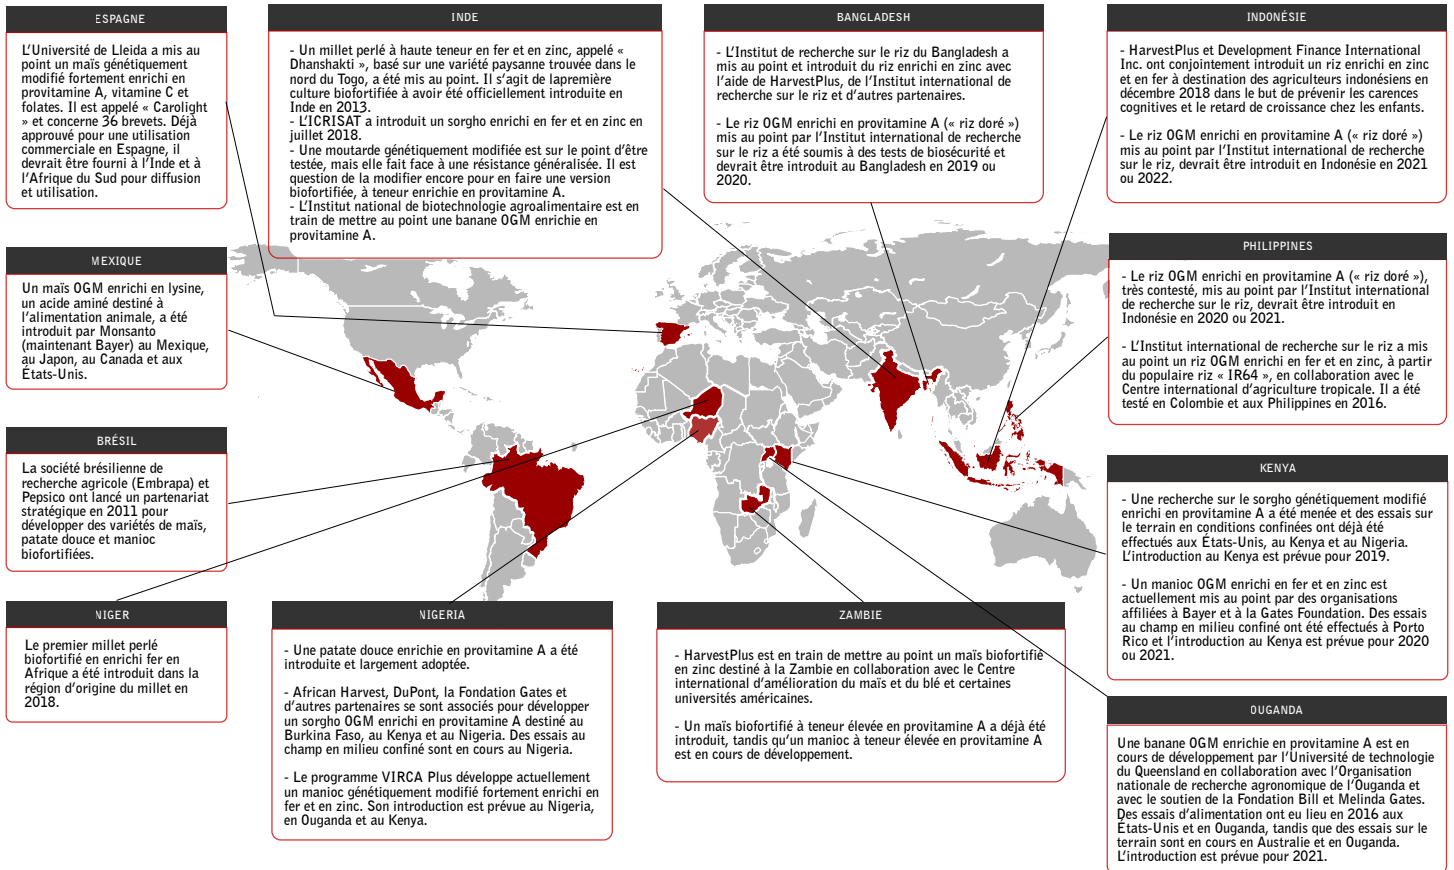 ESPAGNE
L'Université de Lleida a mis au
point un maïs génétiquement
modifié fortement enrichi en
provitamine A, vitamine C et
folates. Il est appelé « Carolight
» et concerne 36 brevets. Déjà
approuvé pour une utilisation
commerciale en Espagne, il
devrait être fourni à l'Inde et à
l'Afrique du Sud pour diffusion
et utilisation.
INDE
- Un millet perlé à haute teneur en fer et en zinc, appelé «
Dhanshakti », basé sur une variété paysanne trouvée dans le
nord du Togo, a été mis au point. Il s'agit de lapremière
culture biofortifiée à avoir été officiellement introduite en
Inde en 2013.
- L'ICRISAT a introduit un sorgho enrichi en fer et en zinc en
juillet 2018.
- Une moutarde génétiquement modifiée est sur le point d'être
testée, mais elle fait face à une résistance généralisée. Il est
question de la modifier encore pour en faire une version
biofortifiée, à teneur enrichie en provitamine A.
- L'Institut national de biotechnologie agroalimentaire est en
train de mettre au point une banane OGM enrichie en
provitamine A.
BANGLADESH
- L'Institut de recherche sur le riz du Bangladesh a
mis au point et introduit du riz enrichi en zinc avec
l'aide de HarvestPlus, de l'Institut international de
recherche sur le riz et d'autres partenaires.
- Le riz OGM enrichi en provitamine A (« riz doré »)
mis au point par l'Institut international de recherche
sur le riz a été soumis à des tests de biosécurité et
devrait être introduit au Bangladesh en 2019 ou
2020.
INDONÉSIE
- HarvestPlus et Development Finance International
Inc. ont conjointement introduit un riz enrichi en zinc
et en fer à destination des agriculteurs indonésiens en
décembre 2018 dans le but de prévenir les carences
cognitives et le retard de croissance chez les enfants.
- Le riz OGM enrichi en provitamine A (« riz doré »)
mis au point par l'Institut international de recherche
sur le riz, devrait être introduit en Indonésie en 2021
ou 2022.
MEXIQUE
Un maïs OGM enrichi en lysine,
un acide aminé destiné à
l'alimentation animale, a été
introduit par Monsanto
(maintenant Bayer) au Mexique,
au Japon, au Canada et aux
États-Unis.
PHILIPPINES
- Le riz OGM enrichi en provitamine A (« riz doré »),
très contesté, mis au point par l'Institut international
de recherche sur le riz, devrait être introduit en
Indonésie en 2020 ou 2021.
- L'Institut international de recherche sur le riz a mis
au point un riz OGM enrichi en fer et en zinc, à partir
du populaire riz « IR64 », en collaboration avec le
Centre international d'agriculture tropicale. Il a été
testé en Colombie et aux Philippines en 2016.
BRÉSIL
La société brésilienne de
recherche agricole (Embrapa) et
Pepsico ont lancé un partenariat
stratégique en 2011 pour
développer des variétés de maïs,
patate douce et manioc
biofortifiées.
KENYA
- Une recherche sur le sorgho génétiquement modifié
enrichi en provitamine A a été menée et des essais sur
le terrain en conditions confinées ont déjà été
effectués aux États-Unis, au Kenya et au Nigeria.
L'introduction au Kenya est prévue pour 2019.
- Un manioc OGM enrichi en fer et en zinc est
actuellement mis au point par des organisations
affiliées à Bayer et à la Gates Foundation. Des essais
au champ en milieu confiné ont été effectués à Porto
Rico et l'introduction au Kenya est prévue pour 2020
ou 2021.
NIGER
Le premier millet perlé
biofortifié en enrichi fer en
Afrique a été introduit dans la
région d'origine du millet en
2018.
NIGERIA
- Une patate douce enrichie en provitamine A a été
introduite et largement adoptée.
- African Harvest, DuPont, la Fondation Gates et
d'autres partenaires se sont associés pour développer
un sorgho OGM enrichi en provitamine A destiné au
Burkina Faso, au Kenya et au Nigeria. Des essais au
champ en milieu confiné sont en cours au Nigeria.
- Le programme VIRCA Plus développe actuellement
un manioc génétiquement modifié fortement enrichi en
fer et en zinc. Son introduction est prévue au Nigeria,
en Ouganda et au Kenya.
ZAMBIE
- HarvestPlus est en train de mettre au point un maïs biofortifié
en zinc destiné à la Zambie en collaboration avec le Centre
international d'amélioration du maïs et du blé et certaines
universités américaines.
- Un maïs biofortifié à teneur élevée en provitamine A a déjà été
introduit, tandis qu'un manioc à teneur élevée en provitamine A
est en cours de développement.
OUGANDA
Une banane OGM enrichie en provitamine A est en
cours de développement par l'Université de technologie
du Queensland en collaboration avec l'Organisation
nationale de recherche agronomique de l'Ouganda et
avec le soutien de la Fondation Bill et Melinda Gates.
Des essais d'alimentation ont eu lieu en 2016 aux
États-Unis et en Ouganda, tandis que des essais sur le
terrain sont en cours en Australie et en Ouganda.
L'introduction est prévue pour 2021.